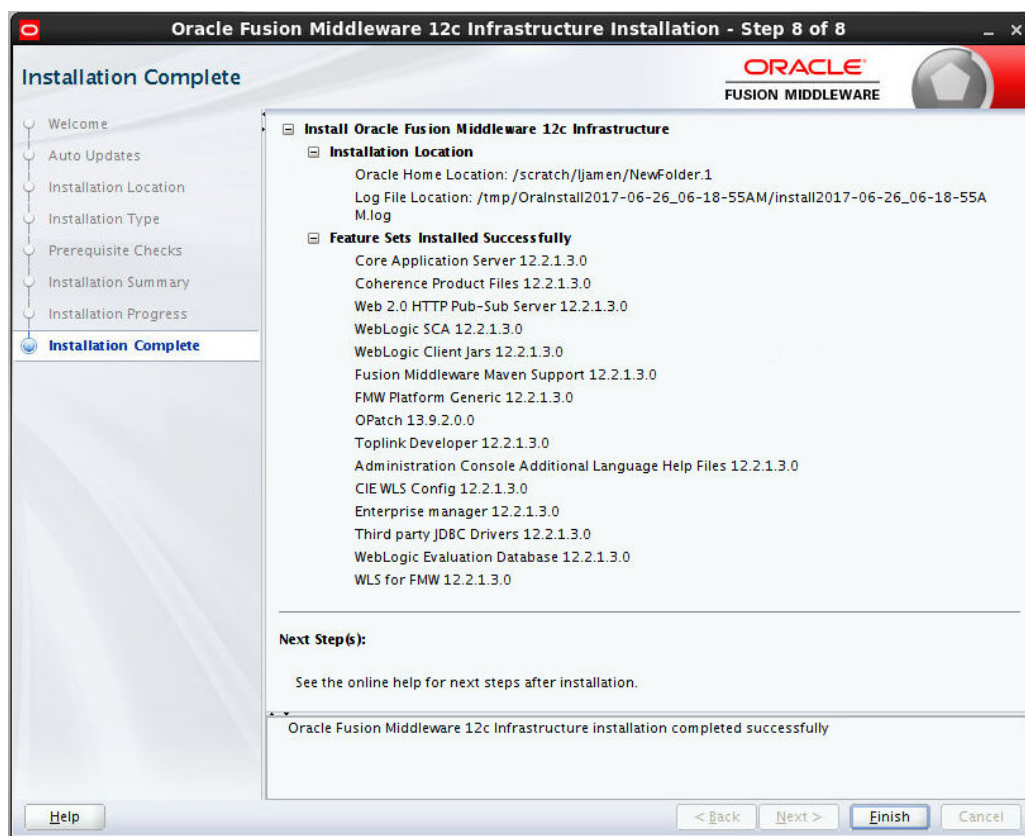 Oracle Fusion Middleware 12c Infrastructure Installation - Step 8 of 8
Installation Complete
ORACLE
FUSION MIDDLEWARE
Welcome
Auto Updates
Installation Location
Installation Type
Prerequisite Checks
Installation Summary
Installation Progress
Installation Complete
Install Oracle Fusion Middleware 12c Infrastructure
Installation Location
Oracle Home Location: /scratch/ljamen/NewFolder.1
Log File Location: /tmp/OraInstall2017-06-26_06-18-55AM/install2017-06-26_06-18-55A
M.log
Feature Sets Installed Successfully
Core Application Server 12.2.1.3.0
Coherence Product Files 12.2.1.3.0
Web 2.0 HTTP Pub-Sub Server 12.2.1.3.0
WebLogic SCA 12.2.1.3.0
WebLogic Client Jars 12.2.1.3.0
Fusion Middleware Maven Support 12.2.1.3.0
FMW Platform Generic 12.2.1.3.0
OPatch 13.9.2.0.0
Toplink Developer 12.2.1.3.0
Administration Console Additional Language Help Files 12.2.1.3.0
CIE WLS Config 12.2.1.3.0
Enterprise manager 12.2.1.3.0
Third party JDBC Drivers 12.2.1.3.0
WebLogic Evaluation Database 12.2.1.3.0
WLS for FMW 12.2.1.3.0
Next Step(s):
See the online help for next steps after installation.
Oracle Fusion Middleware 12c Infrastructure installation completed successfully
Help
< Back
Next >
Finish
Cancel